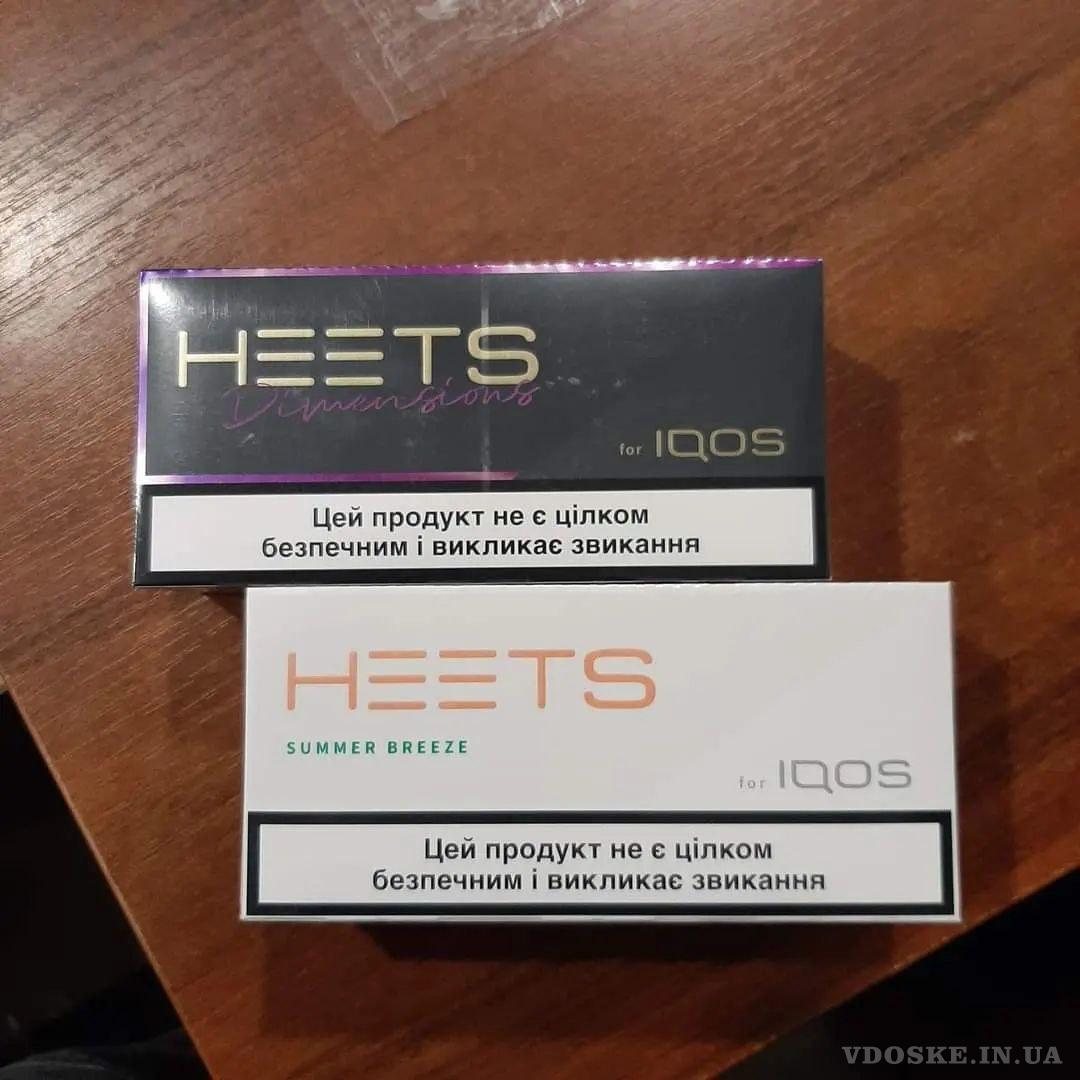 HEETS
Dimensions
for IQOS
Цей продукт не є цілком
безпечним і викликає звикання
HEETS
SUMMER BREEZE
for IQOS
Цей продукт не є цілком
безпечним і викликає звикання
VDOSKE.IN.UA